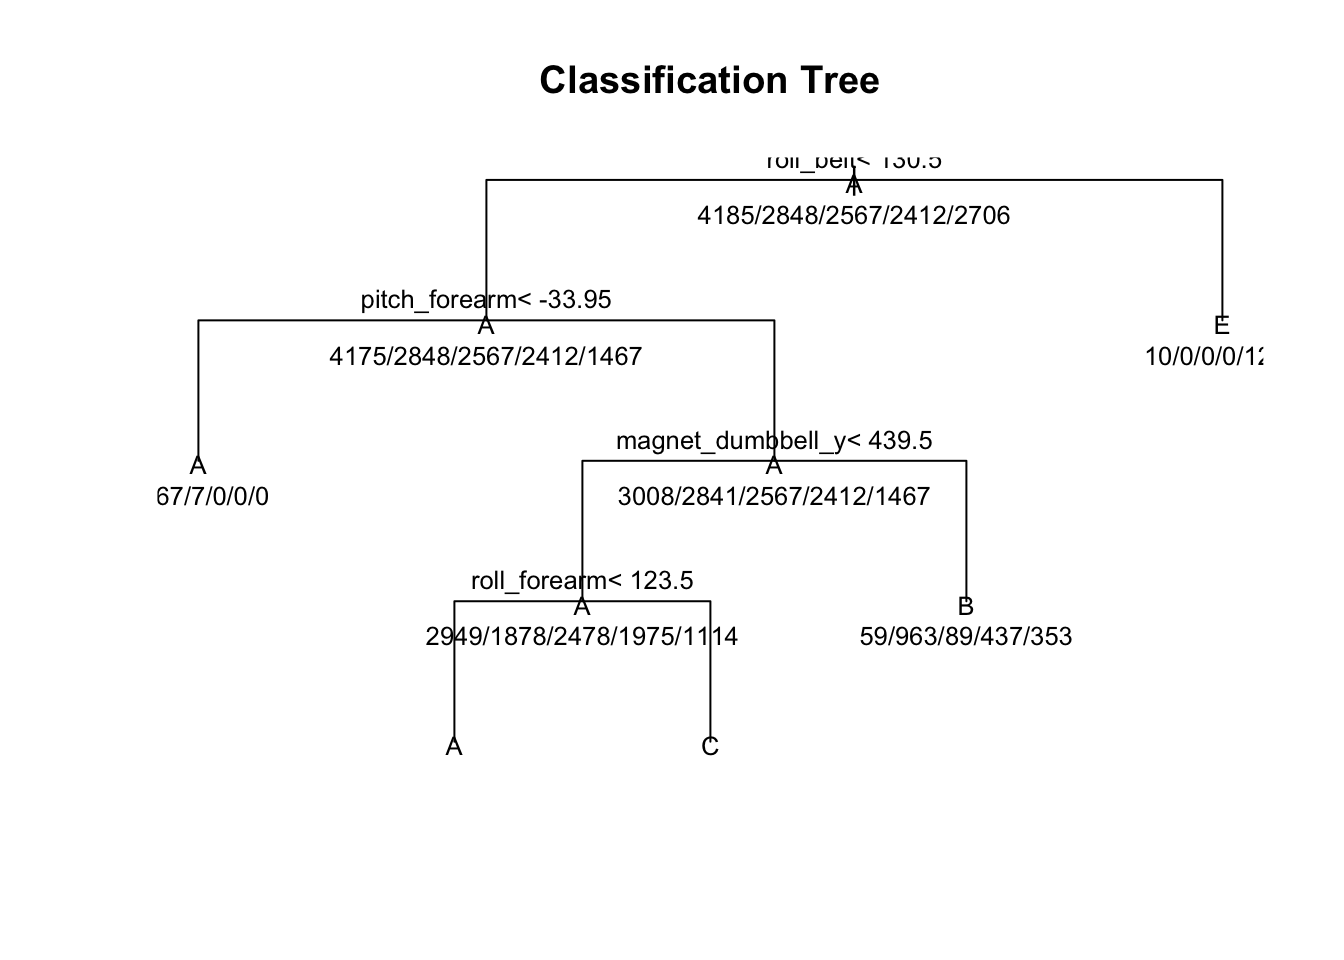 Classification Tree
roll_belt< 130.5
A
4185/2848/2567/2412/2706
pitch_forearm< -33.95
A
4175/2848/2567/2412/1467
E
10/0/0/0/12
A
67/7/0/0/0
magnet_dumbbell_y< 439.5
A
3008/2841/2567/2412/1467
roll_forearm< 123.5
A
2949/1878/2478/1975/1114
B
59/963/89/437/353
A
C